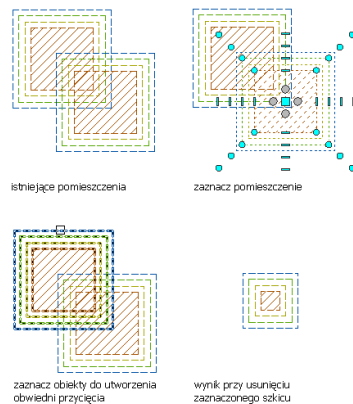 istniejące pomieszczenia
zaznacz pomieszczenie
zaznacz obiekty do utworzenia
obwiedni przycięcia
wynik przy usunięciu
zaznaczonego szkicu